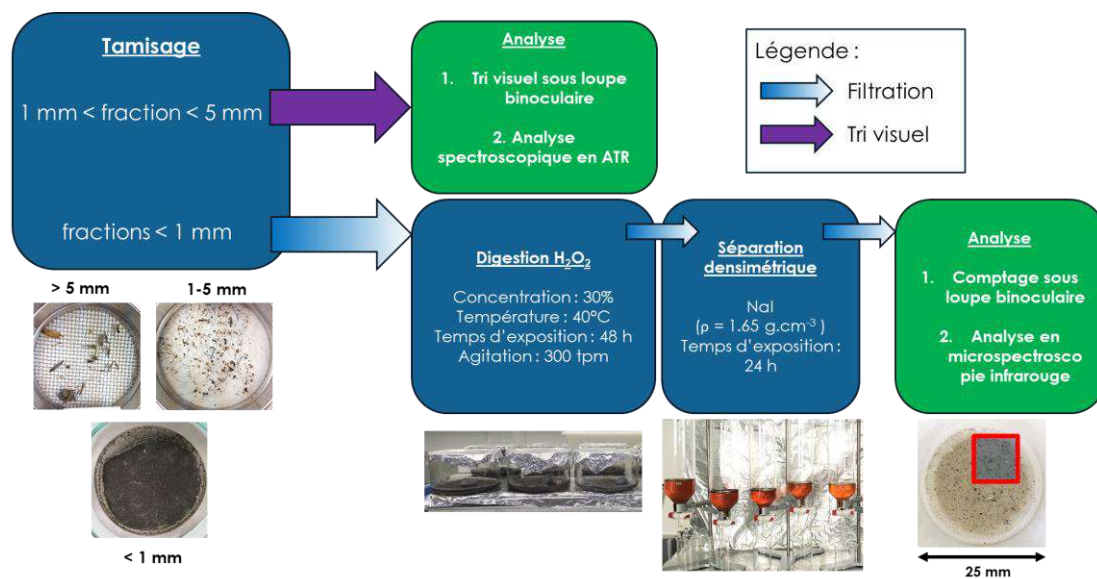 Tamisage
1 mm < fraction < 5 mm
fractions < 1 mm
Analyse
1. Tri visuel sous loupe
binoculaire
2. Analyse
spectroscopique en ATR
Légende :
Filtration
Tri visuel
Digestion H₂O₂
Concentration : 30%
Température : 40°C
Temps d'exposition : 48 h
Agitation : 300 tpm
Séparation
densimétrique
NaI
(ρ = 1.65 g.cm⁻³ )
Temps d'exposition :
24 h
Analyse
1. Comptage sous
loupe binoculaire
2. Analyse en
microspectrosco
pie infrarouge
> 5 mm
1-5 mm
< 1 mm
25 mm